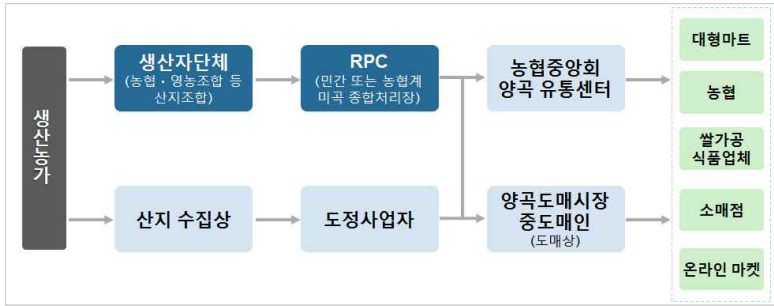 생산농가
생산자단체
(농협·영농조합 등
산지조합)
RPC
(민간 또는 농협계
미곡 종합처리장)
농협중앙회
양곡 유통센터
산지 수집상
도정사업자
양곡도매시장
중도매인
(도매상)
대형마트
농협
쌀가공
식품업체
소매점
온라인 마켓